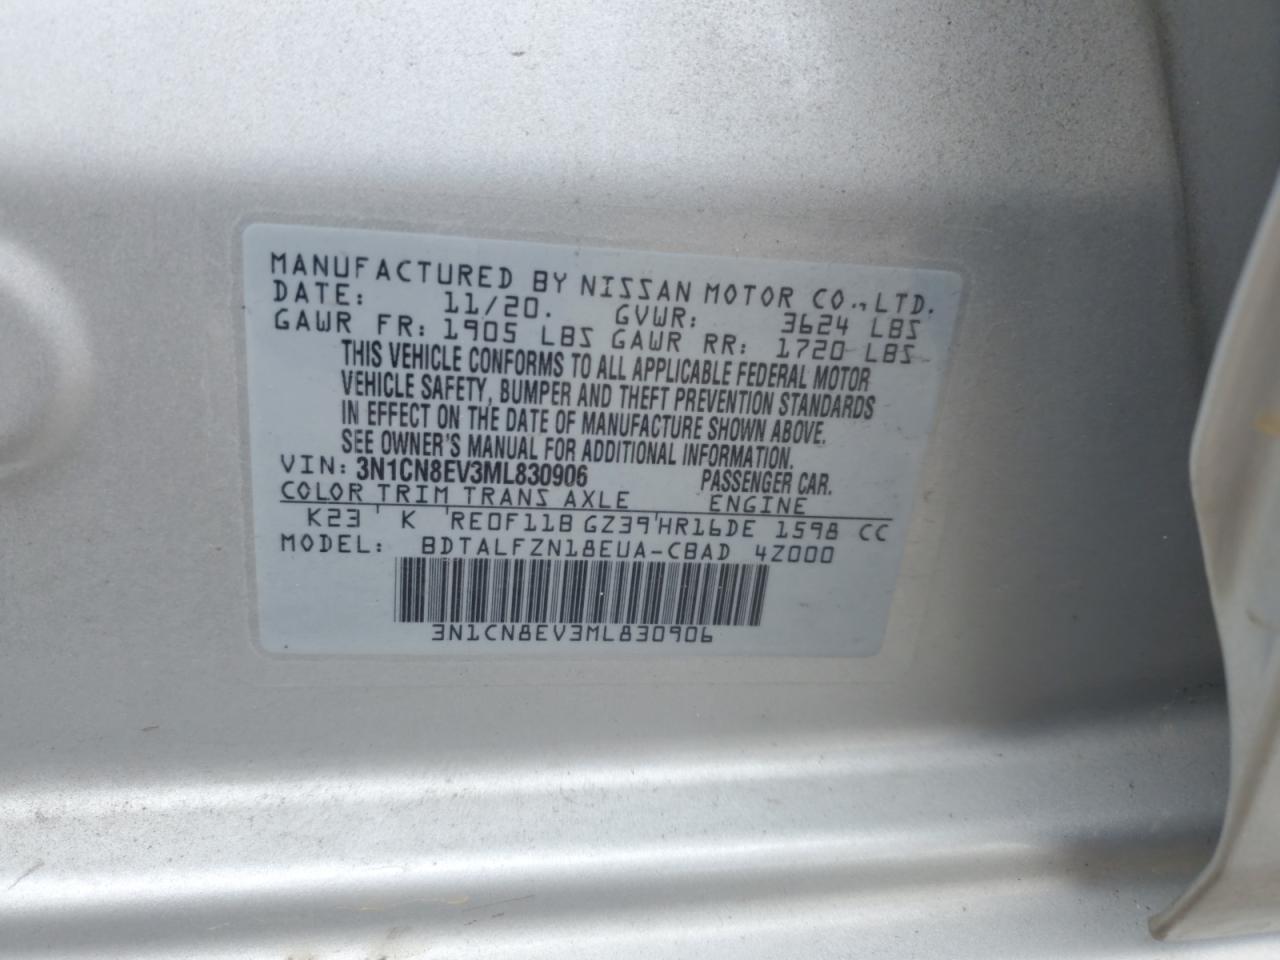 MANUFACTURED BY NISSAN MOTOR CO., LTD.
DATE: 11/20. GVWR: 3624 LBS
GAWR FR: 1905 LBS GAWR RR: 1720 LBS
THIS VEHICLE CONFORMS TO ALL APPLICABLE FEDERAL MOTOR
VEHICLE SAFETY, BUMPER AND THEFT PREVENTION STANDARDS
IN EFFECT ON THE DATE OF MANUFACTURE SHOWN ABOVE.
SEE OWNER'S MANUAL FOR ADDITIONAL INFORMATION.
VIN: 3N1CN8EV3ML830906 PASSENGER CAR.
COLOR TRIM TRANS AXLE ENGINE
K23 K RE0F11B GZ39 HR16DE 1598 CC
MODEL: BDTALFZN18EUA-CBAD 4Z000
3N1CN8EV3ML830906